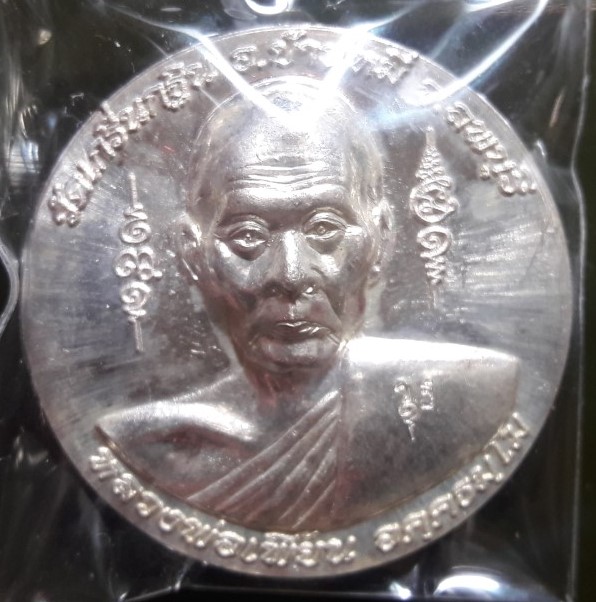 วัดเกริ่นกฐิน อ.บ้านหมี่ จ.ลพบุรี
หลวงพ่อเพี้ยน อคฺคธมฺโม